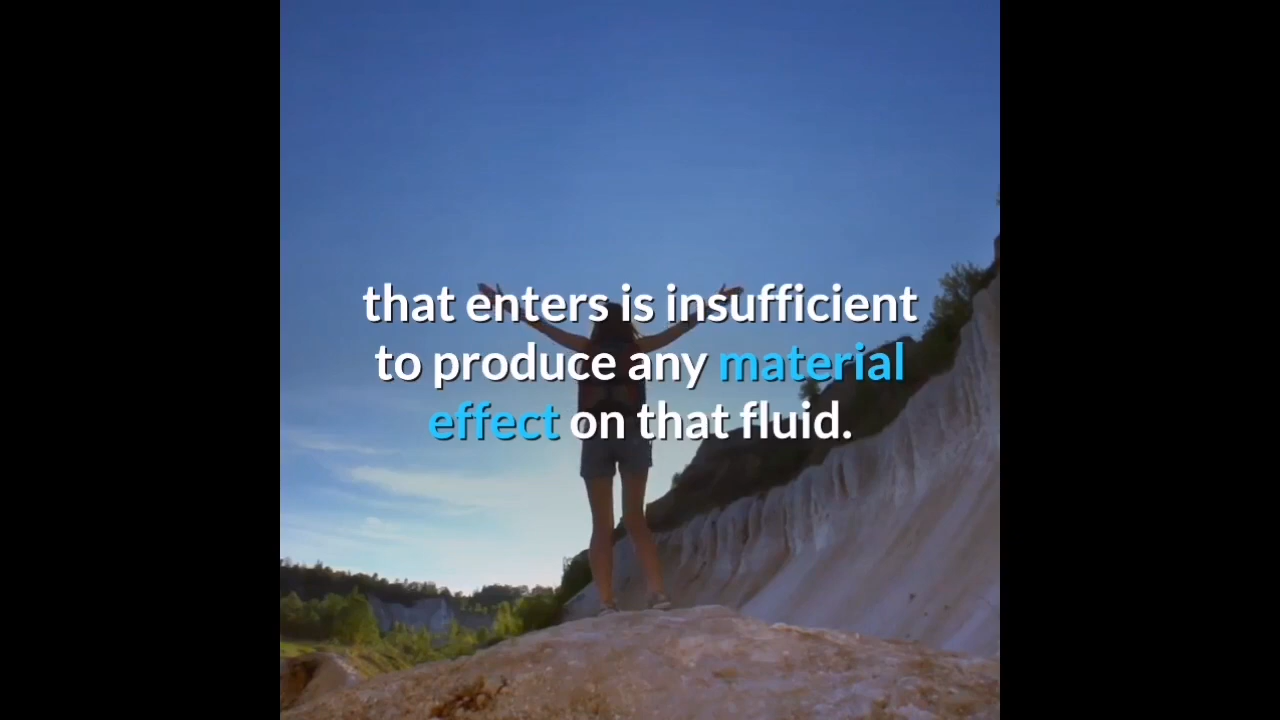 that enters is insufficient
to produce any material
effect on that fluid.